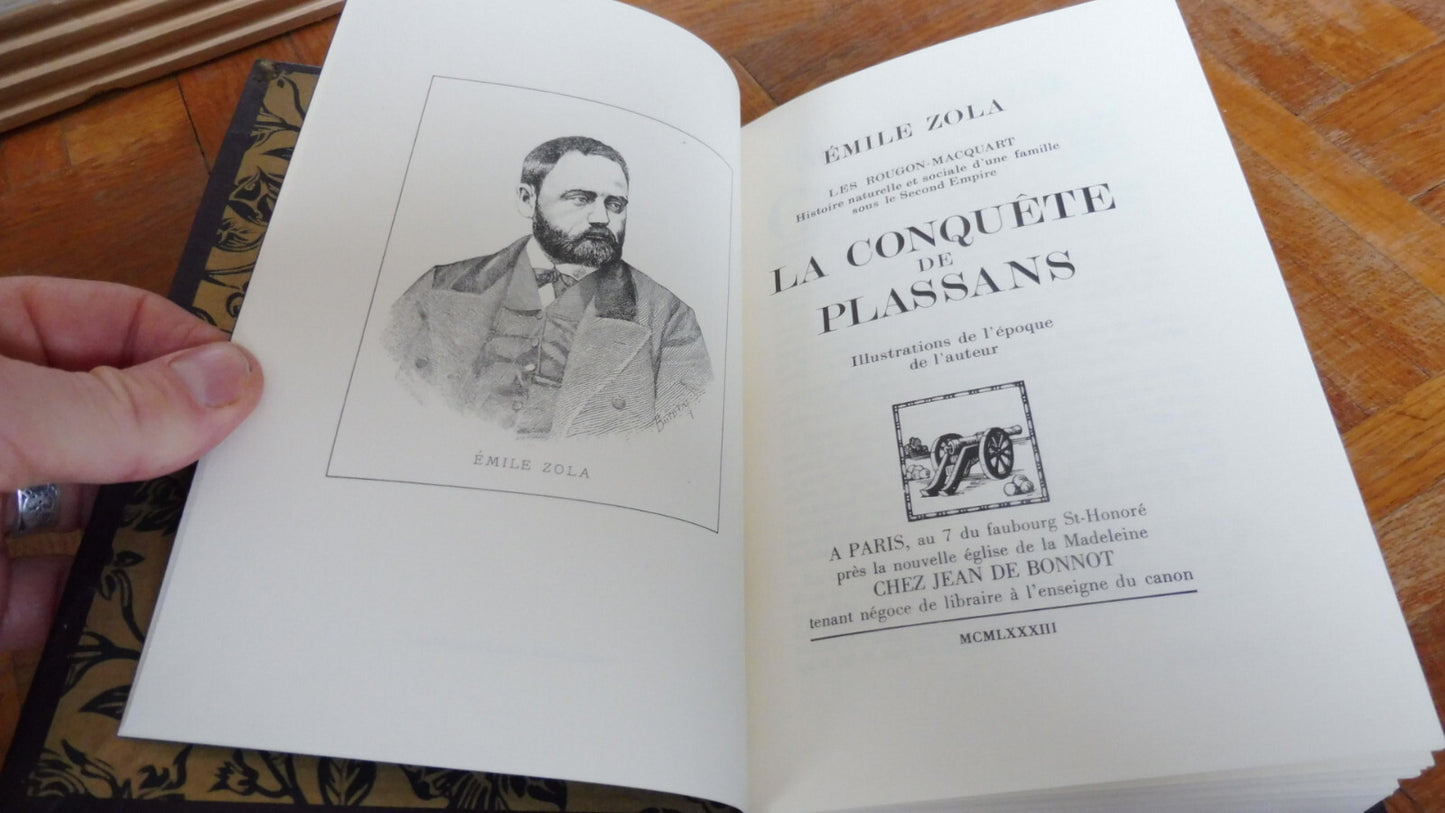 ÉMILE ZOLA
ÉMILE ZOLA
LES ROUGON-MACQUART
Histoire naturelle et sociale d'une famille
sous le Second Empire
LA CONQUÊTE
DE
PLASSANS
Illustrations de l'époque
de l'auteur
A PARIS, au 7 du faubourg St-Honoré
près la nouvelle église de la Madeleine
CHEZ JEAN DE BONNOT
tenant négoce de libraire à l'enseigne du canon
MCMLXXXIII